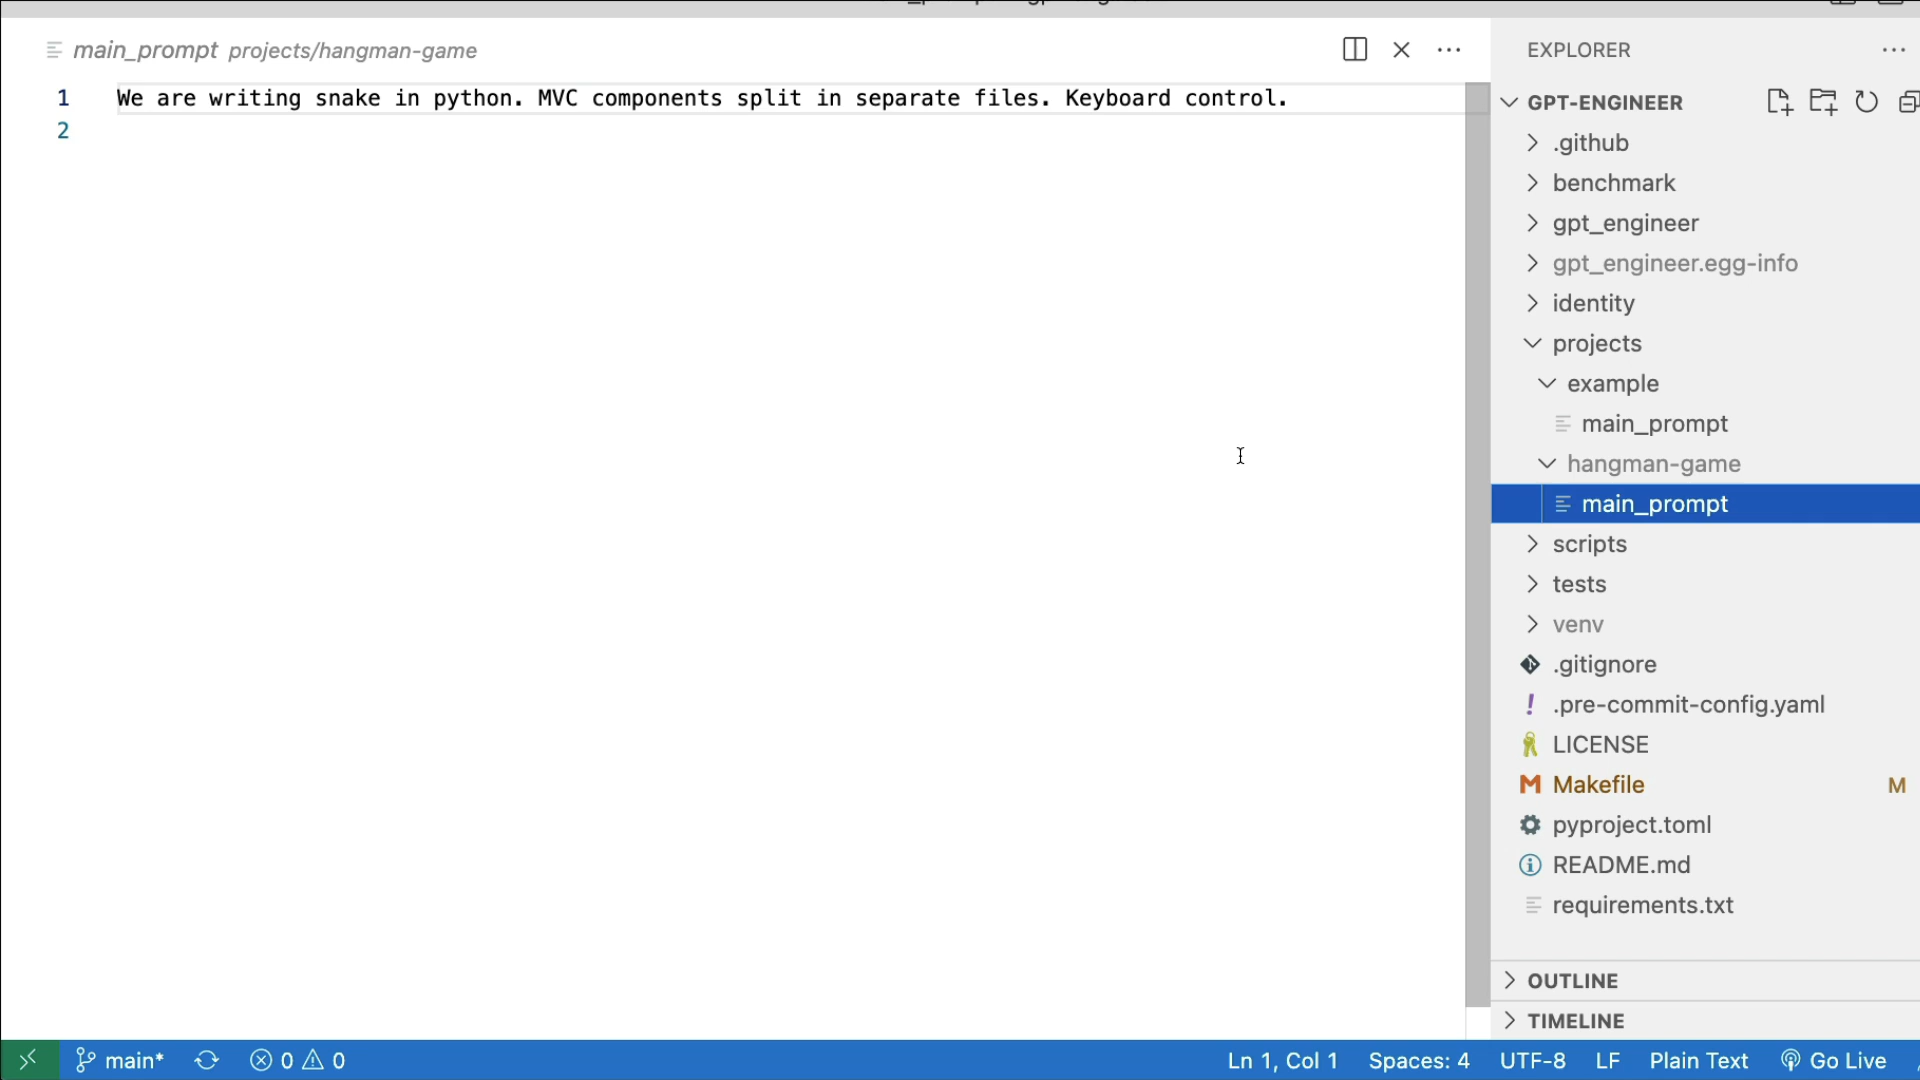 main_prompt projects/hangman-game
1 We are writing snake in python. MVC components split in separate files. Keyboard control.
2
EXPLORER
GPT-ENGINEER
.github
benchmark
gpt_engineer
gpt_engineer.egg-info
identity
projects
example
main_prompt
hangman-game
main_prompt
scripts
tests
venv
.gitignore
.pre-commit-config.yaml
LICENSE
Makefile M
pyproject.toml
README.md
requirements.txt
OUTLINE
TIMELINE
main* 0 0 Ln 1, Col 1 Spaces: 4 UTF-8 LF Plain Text Go Live